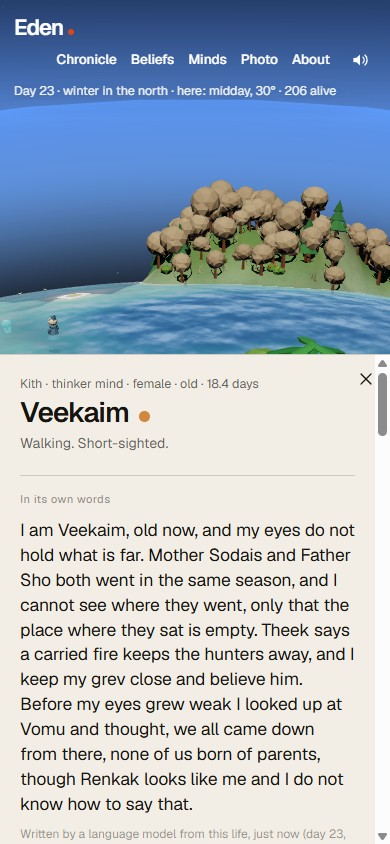 Eden
Chronicle Beliefs Minds Photo About
Day 23 · winter in the north · here: midday, 30° · 206 alive
Kith · thinker mind · female · old · 18.4 days
Veekaim
Walking. Short-sighted.
In its own words
I am Veekaim, old now, and my eyes do not
hold what is far. Mother Sodais and Father
Sho both went in the same season, and I
cannot see where they went, only that the
place where they sat is empty. Theek says
a carried fire keeps the hunters away, and I
keep my grev close and believe him.
Before my eyes grew weak I looked up at
Vomu and thought, we all came down
from there, none of us born of parents,
though Renkak looks like me and I do not
know how to say that.
Written by a language model from this life, just now (day 23,